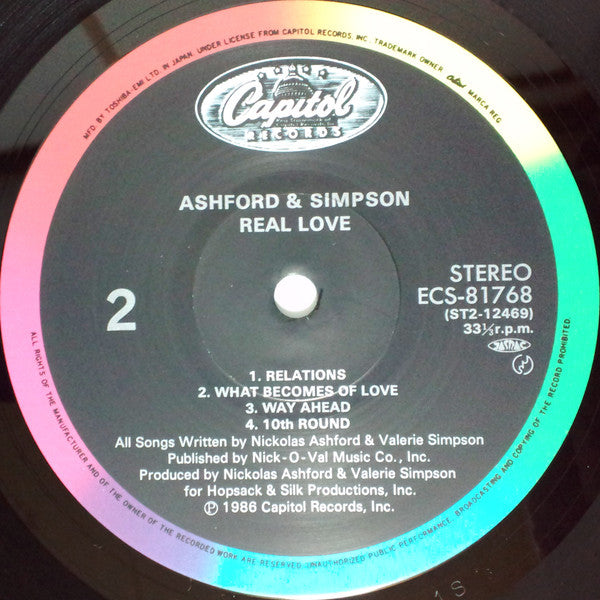 MFD. BY TOSHIBA-EMI LTD. IN JAPAN. UNDER LICENSE FROM CAPITOL RECORDS, INC. TRADEMARK OWNER Capitol MARCA REG.
Capitol
RECORDS
ASHFORD & SIMPSON
REAL LOVE
2
STEREO
ECS-81768
(ST2-12469)
33⅓r.p.m.
JASRAC
1. RELATIONS
2. WHAT BECOMES OF LOVE
3. WAY AHEAD
4. 10th ROUND
All Songs Written by Nickolas Ashford & Valerie Simpson
Published by Nick-O-Val Music Co., Inc.
Produced by Nickolas Ashford & Valerie Simpson
for Hopsack & Silk Productions, Inc.
Ⓟ 1986 Capitol Records, Inc.
ALL RIGHTS OF THE MANUFACTURER AND OF THE OWNER OF THE RECORDED WORK ARE RESERVED. UNAUTHORIZED PUBLIC PERFORMANCE, BROADCASTING AND COPYING OF THE RECORD PROHIBITED.
1 S